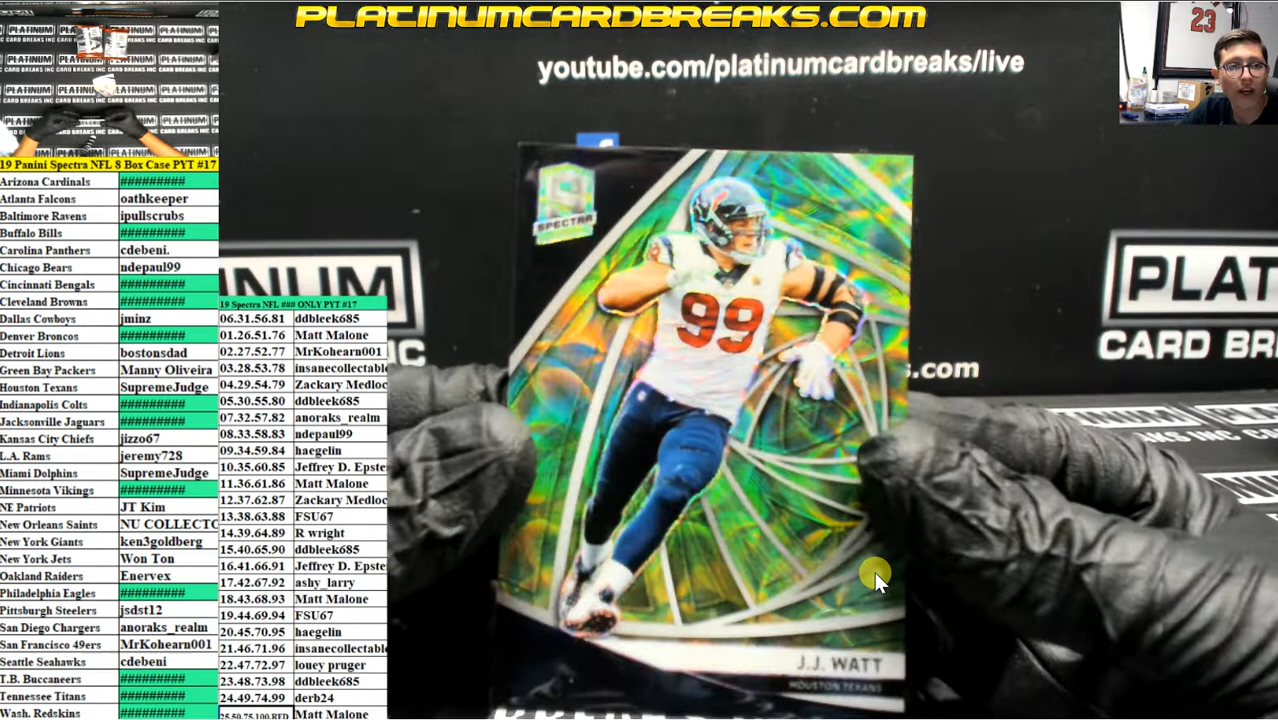 PLATINUMCARDBREAKS.COM
youtube.com/platinumcardbreaks/live
23
PLATINUM
CARD BREAKS INC
19 Panini Spectra NFL 8 Box Case PYT #17
Arizona Cardinals #########
Atlanta Falcons oathkeeper
Baltimore Ravens ipullscrubs
Buffalo Bills #########
Carolina Panthers cdebeni.
Chicago Bears ndepaul99
Cincinnati Bengals #########
Cleveland Browns #########
Dallas Cowboys jminz
Denver Broncos #########
Detroit Lions bostonsdad
Green Bay Packers Manny Oliveira
Houston Texans SupremeJudge
Indianapolis Colts #########
Jacksonville Jaguars #########
Kansas City Chiefs jizzo67
L.A. Rams jeremy728
Miami Dolphins SupremeJudge
Minnesota Vikings #########
NE Patriots JT Kim
New Orleans Saints NU COLLECTO
New York Giants ken3goldberg
New York Jets Won Ton
Oakland Raiders Enervex
Philadelphia Eagles #########
Pittsburgh Steelers jsdst12
San Diego Chargers anoraks_realm
San Francisco 49ers MrKohearn001
Seattle Seahawks cdebeni
T.B. Buccaneers #########
Tennessee Titans #########
Wash. Redskins #########
19 Spectra NFL ### ONLY PYT #17
06.31.56.81 ddbleek685
01.26.51.76 Matt Malone
02.27.52.77 MrKohearn001
03.28.53.78 insanecollectable
04.29.54.79 Zackary Medloc
05.30.55.80 ddbleek685
07.32.57.82 anoraks_realm
08.33.58.83 ndepaul99
09.34.59.84 haegelin
10.35.60.85 Jeffrey D. Epste
11.36.61.86 Matt Malone
12.37.62.87 Zackary Medloc
13.38.63.88 FSU67
14.39.64.89 R wright
15.40.65.90 ddbleek685
16.41.66.91 Jeffrey D. Epste
17.42.67.92 ashy_larry
18.43.68.93 Matt Malone
19.44.69.94 FSU67
20.45.70.95 haegelin
21.46.71.96 insanecollectable
22.47.72.97 louey pruger
23.48.73.98 ddbleek685
24.49.74.99 derb24
25.50.75.100.RED Matt Malone
SPECTRA
99
J.J. WATT
HOUSTON TEXANS
INUM
PLAT
CARD BR
s.com